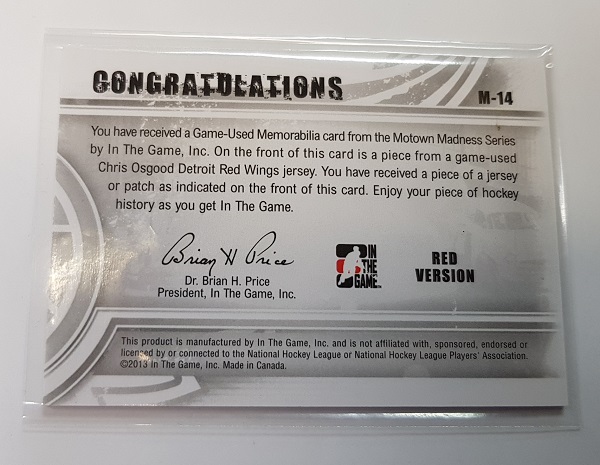 CONGRATULATIONS
M-14
You have received a Game-Used Memorabilia card from the Motown Madness Series
by In The Game, Inc. On the front of this card is a piece from a game-used
Chris Osgood Detroit Red Wings jersey. You have received a piece of a jersey
or patch as indicated on the front of this card. Enjoy your piece of hockey
history as you get In The Game.
Brian H Price
Dr. Brian H. Price
President, In The Game, Inc.
IN
THE
GAME
RED
VERSION
This product is manufactured by In The Game, Inc. and is not affiliated with, sponsored, endorsed or
licenced by or connected to the National Hockey League or National Hockey League Players' Association.
©2013 In The Game, Inc. Made in Canada.